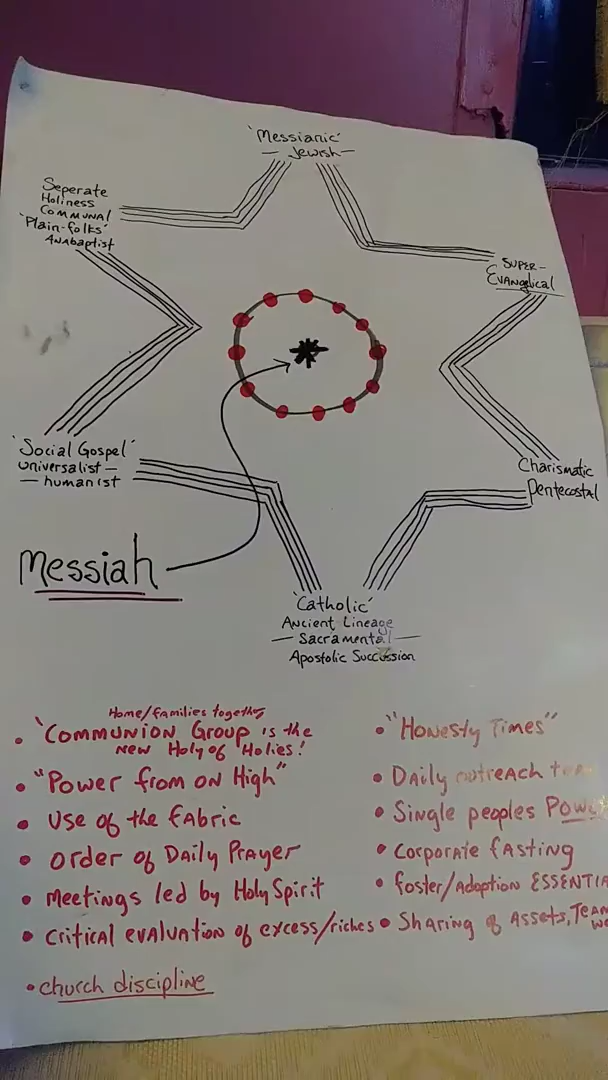 'Messianic'
— Jewish —
Seperate
Holiness
Communal
'Plain-folks'
Anabaptist
SUPER-
Evangelical
'Social Gospel'
universalist —
— humanist
Charismatic
Pentecostal
Messiah
'Catholic'
Ancient Lineage
— Sacramental —
Apostolic Succussion
Home/families together
• "Communion Group is the
new Holy of Holies!
• "Power from on High"
• Use of the fabric
• Order of Daily Prayer
• Meetings led by Holy Spirit
• Critical evaluation of excess/riches
• church discipline
• "Honesty Times"
• Daily outreach
• Single peoples
• Corporate fasting
• foster/Adoption
• Sharing of Assets,